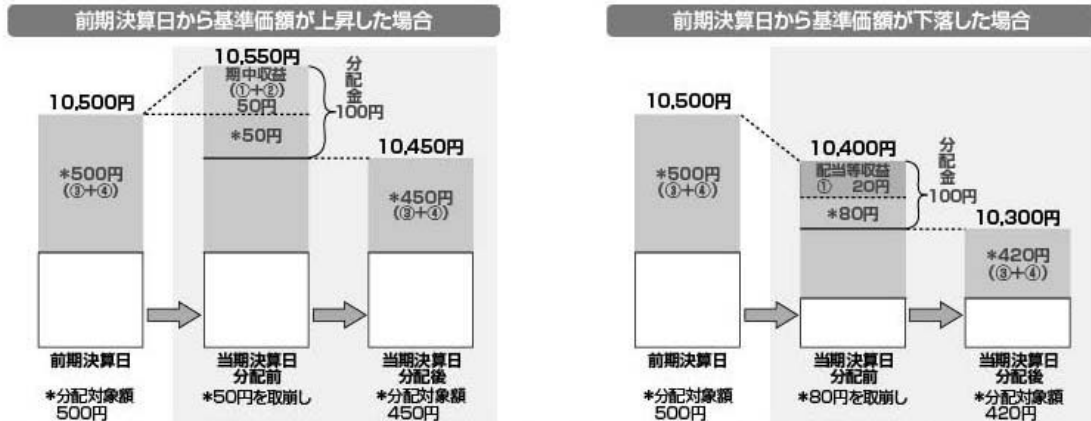 前期決算日から基準価額が上昇した場合
10,550円
期中収益
(①+②)
50円
*50円
分配金
100円
10,500円
*500円
(③+④)
10,450円
*450円
(③+④)
前期決算日
当期決算日
分配前
当期決算日
分配後
*分配対象額
500円
*50円を取崩し
*分配対象額
450円
前期決算日から基準価額が下落した場合
10,500円
*500円
(③+④)
10,400円
配当等収益
① 20円
*80円
分配金
100円
10,300円
*420円
(③+④)
前期決算日
当期決算日
分配前
当期決算日
分配後
*分配対象額
500円
*80円を取崩し
*分配対象額
420円